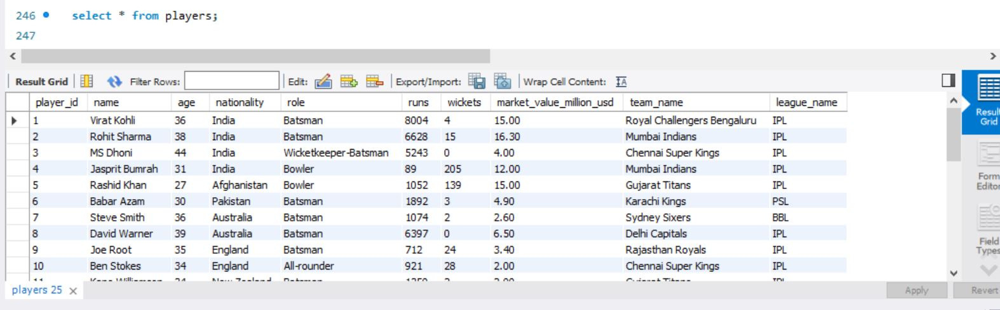 246 select * from players;
247
Result Grid Filter Rows: Edit: Export/Import: Wrap Cell Content: IA
player_id name age nationality role runs wickets market_value_million_usd team_name league_name
1 Virat Kohli 36 India Batsman 8004 4 15.00 Royal Challengers Bengaluru IPL
2 Rohit Sharma 38 India Batsman 6628 15 16.30 Mumbai Indians IPL
3 MS Dhoni 44 India Wicketkeeper-Batsman 5243 0 4.00 Chennai Super Kings IPL
4 Jasprit Bumrah 31 India Bowler 89 205 12.00 Mumbai Indians IPL
5 Rashid Khan 27 Afghanistan Bowler 1052 139 15.00 Gujarat Titans IPL
6 Babar Azam 30 Pakistan Batsman 1892 3 4.90 Karachi Kings PSL
7 Steve Smith 36 Australia Batsman 1074 2 2.60 Sydney Sixers BBL
8 David Warner 39 Australia Batsman 6397 0 6.50 Delhi Capitals IPL
9 Joe Root 35 England Batsman 712 24 3.40 Rajasthan Royals IPL
10 Ben Stokes 34 England All-rounder 921 28 2.00 Chennai Super Kings IPL
players 25
Apply Revert
Result
Grid
Form
Editor
Field
Types